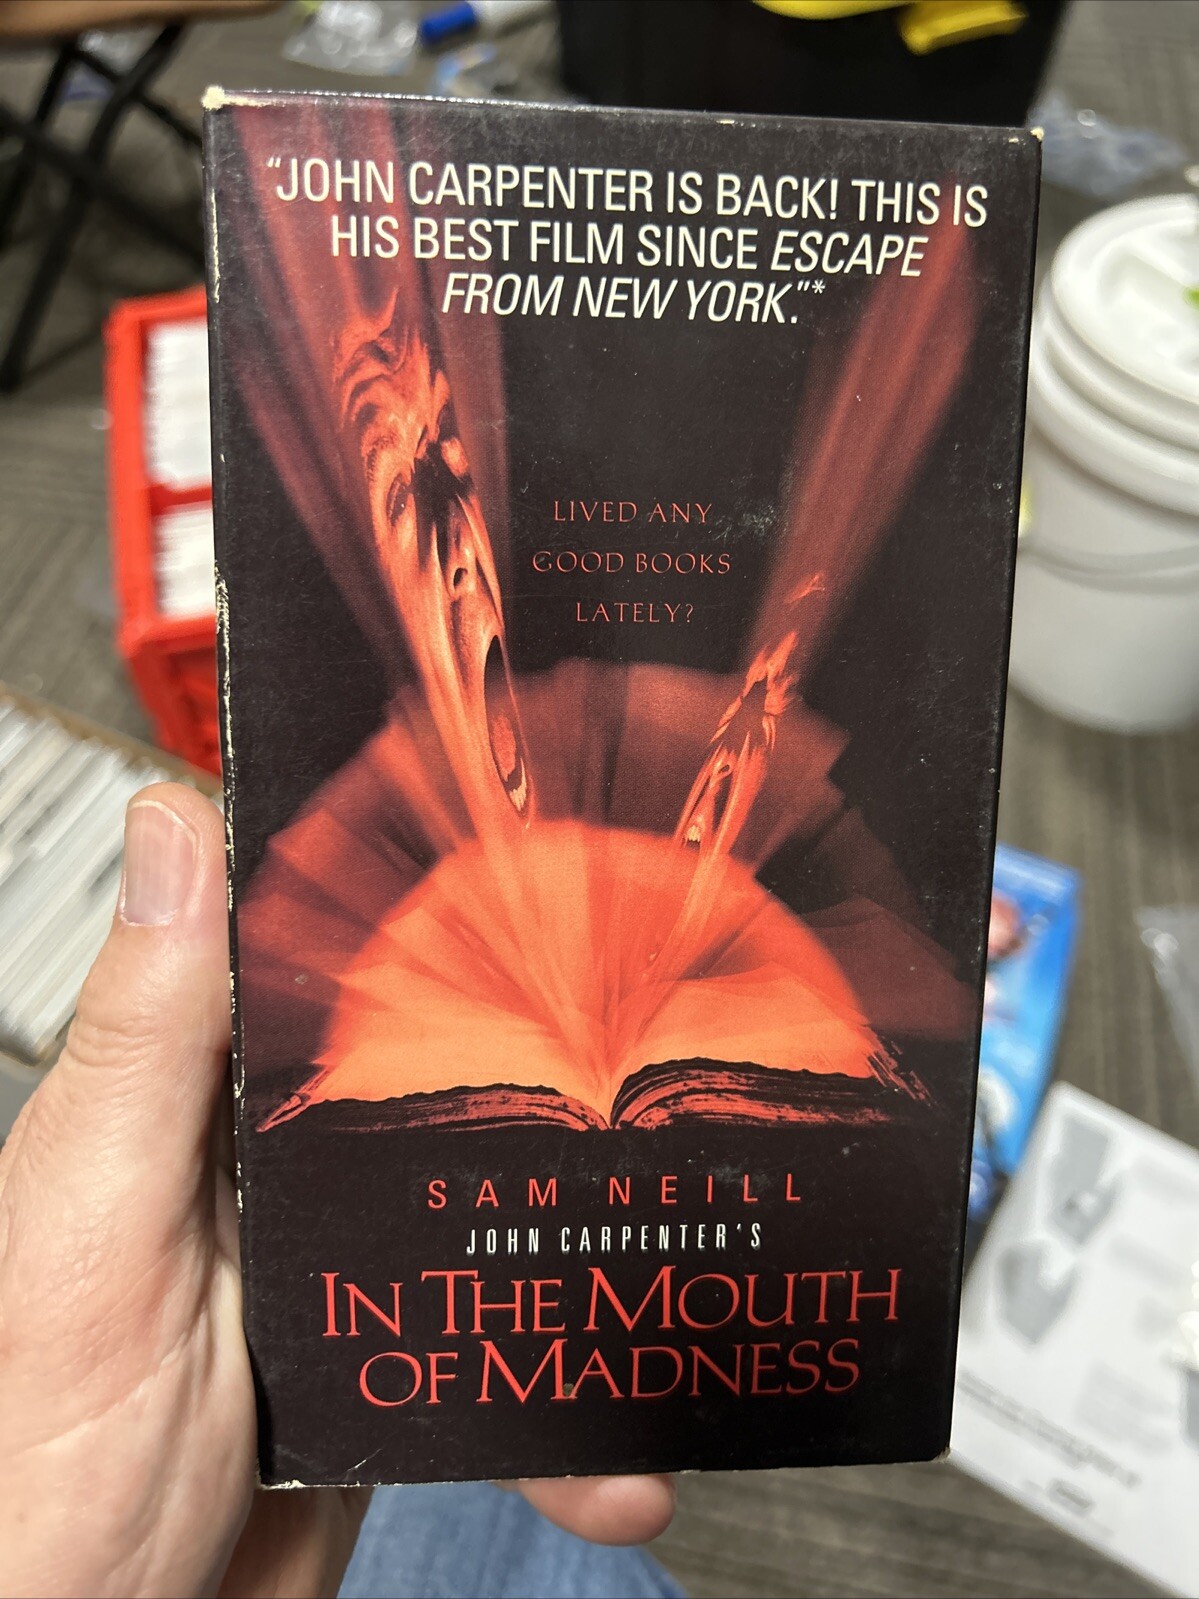 “JOHN CARPENTER IS BACK! THIS IS
HIS BEST FILM SINCE ESCAPE
FROM NEW YORK.”*
LIVED ANY
GOOD BOOKS
LATELY?
SAM NEILL
JOHN CARPENTER'S
IN THE MOUTH
OF MADNESS